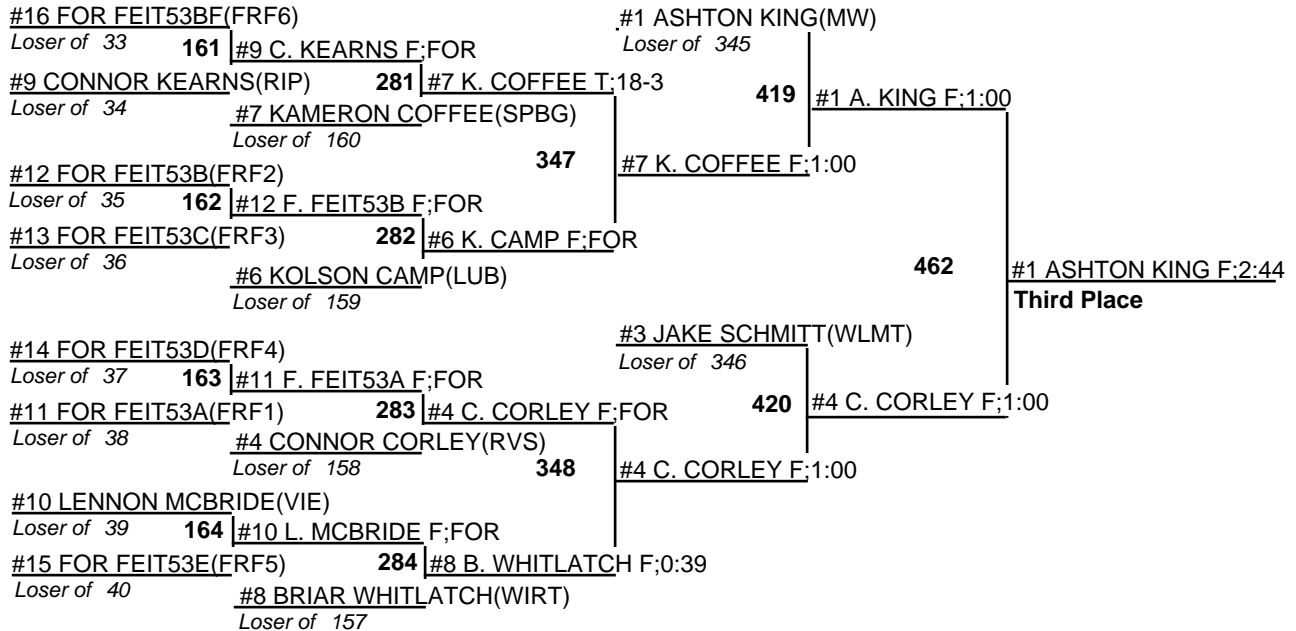 #16 FOR FEIT53BF(FRF6)
Loser of 33
161
#9 C. KEARNS F;FOR
#9 CONNOR KEARNS(RIP)
Loser of 34
281
#7 K. COFFEE T;18-3
#7 KAMERON COFFEE(SPBG)
Loser of 160
347
#7 K. COFFEE F;1:00
#12 FOR FEIT53B(FRF2)
Loser of 35
162
#12 F. FEIT53B F;FOR
#13 FOR FEIT53C(FRF3)
Loser of 36
282
#6 K. CAMP F;FOR
#6 KOLSON CAMP(LUB)
Loser of 159
#1 ASHTON KING(MW)
Loser of 345
419
#1 A. KING F;1:00
462
#1 ASHTON KING F;2:44
Third Place
#14 FOR FEIT53D(FRF4)
Loser of 37
163
#11 F. FEIT53A F;FOR
#11 FOR FEIT53A(FRF1)
Loser of 38
283
#4 C. CORLEY F;FOR
#4 CONNOR CORLEY(RVS)
Loser of 158
348
#4 C. CORLEY F;1:00
#10 LENNON MCBRIDE(VIE)
Loser of 39
164
#10 L. MCBRIDE F;FOR
#15 FOR FEIT53E(FRF5)
Loser of 40
284
#8 B. WHITLATCH F;0:39
#8 BRIAR WHITLATCH(WIRT)
Loser of 157
#3 JAKE SCHMITT(WLMT)
Loser of 346
420
#4 C. CORLEY F;1:00